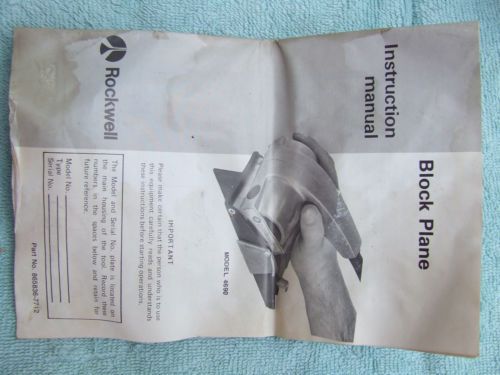 Block Plane
Instruction
manual
MODEL 4690
IMPORTANT
Please make certain that the person who is to use
this equipment carefully reads and understands
these instructions before starting operations.
Rockwell
The Model and Serial No. plate is located on
the main housing of the tool. Record these
numbers in the spaces below and retain for
future reference.
Model No.
Type
Serial No.
Part No. 865836-7712